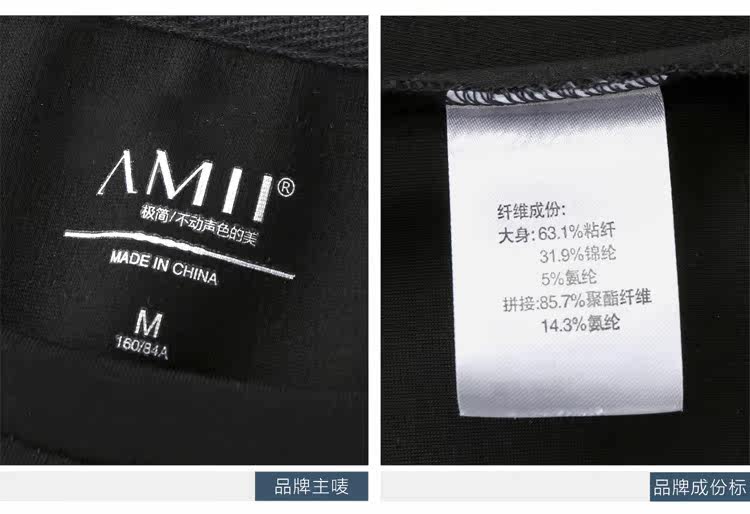 AMII®
极简/不动声色的美
MADE IN CHINA
M
160/84A
品牌主唛
纤维成份:
大身:63.1%粘纤
31.9%锦纶
5%氨纶
拼接:85.7%聚酯纤维
14.3%氨纶
品牌成份标